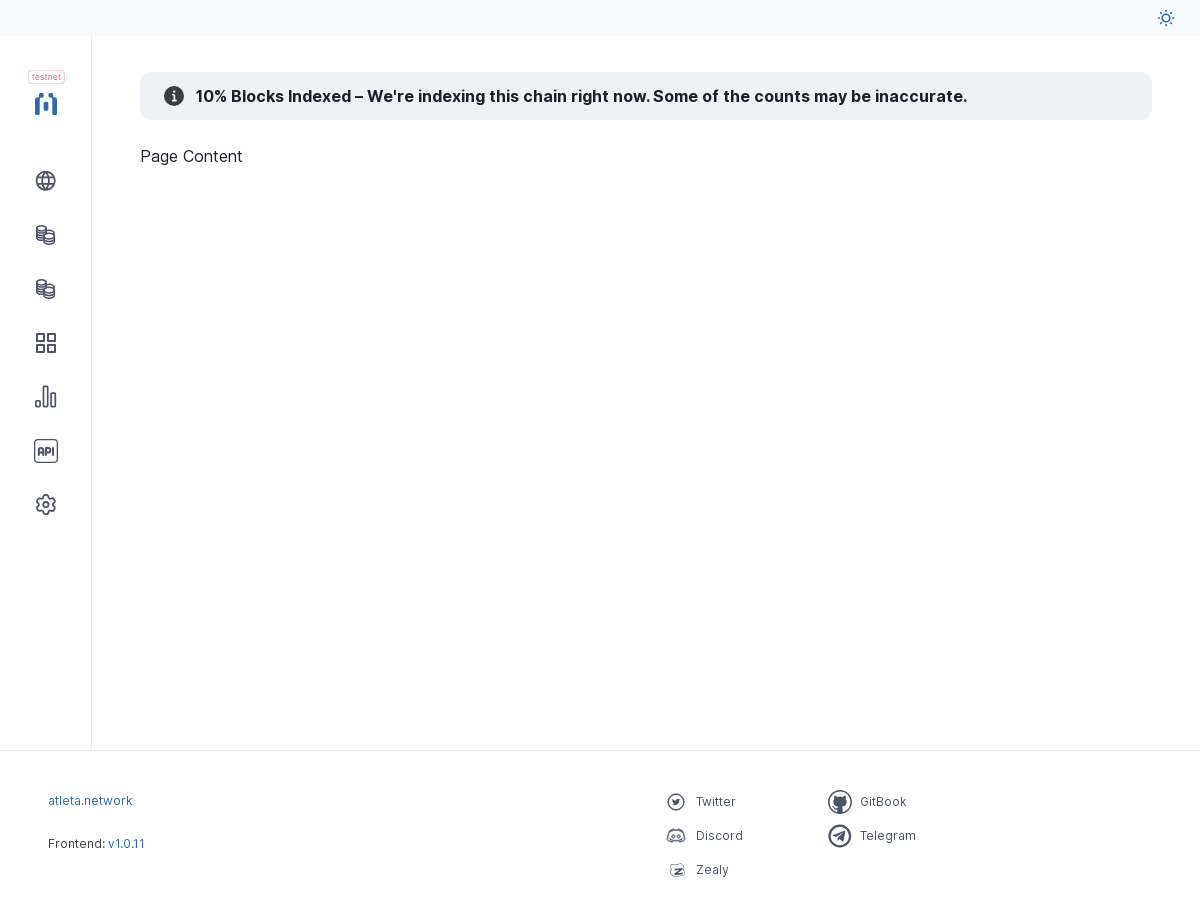 testnet
10% Blocks Indexed – We're indexing this chain right now. Some of the counts may be inaccurate.
Page Content
API
atleta.network
Frontend: v1.0.11
Twitter
GitBook
Discord
Telegram
Zealy